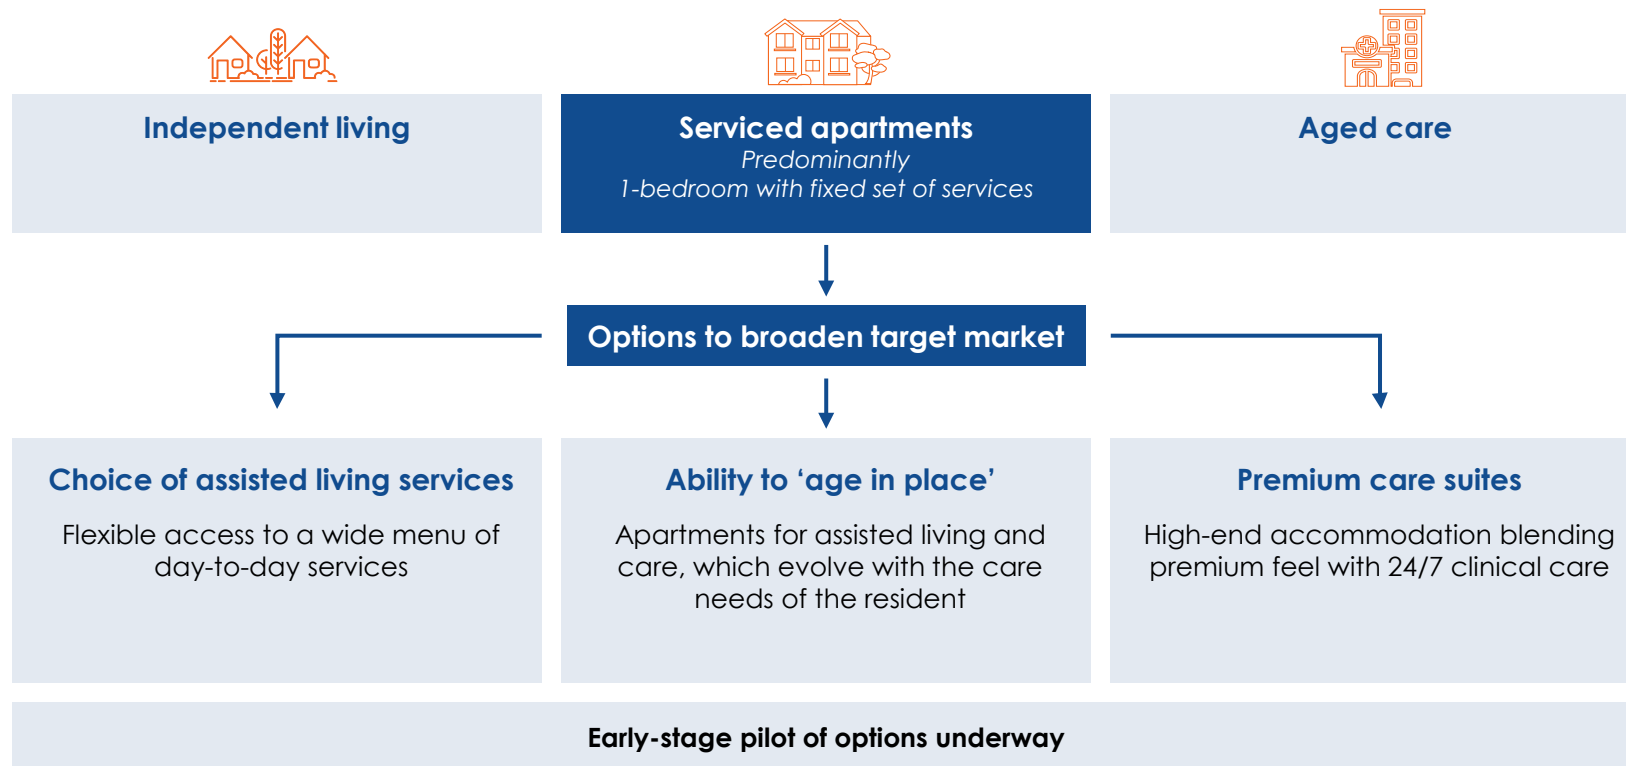 Independent living
Serviced apartments
Predominantly
1-bedroom with fixed set of services
Aged care
Options to broaden target market
Choice of assisted living services
Flexible access to a wide menu of
day-to-day services
Ability to ‘age in place’
Apartments for assisted living and
care, which evolve with the care
needs of the resident
Premium care suites
High-end accommodation blending
premium feel with 24/7 clinical care
Early-stage pilot of options underway